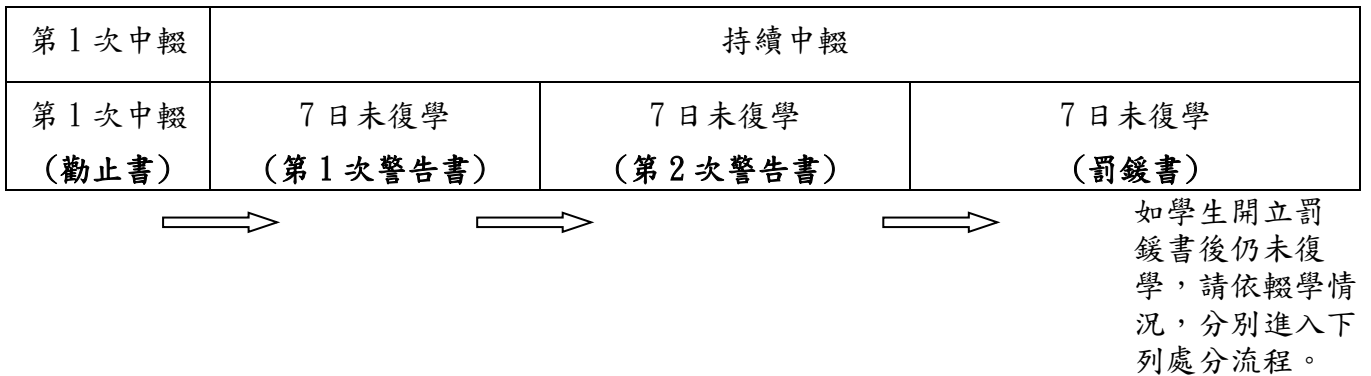 第1次中輟 持續中輟
第1次中輟 7日未復學 7日未復學 7日未復學
(勸止書) (第1次警告書) (第2次警告書) (罰鍰書)
如學生開立罰
鍰書後仍未復
學，請依輟學情
況，分別進入下
列處分流程。